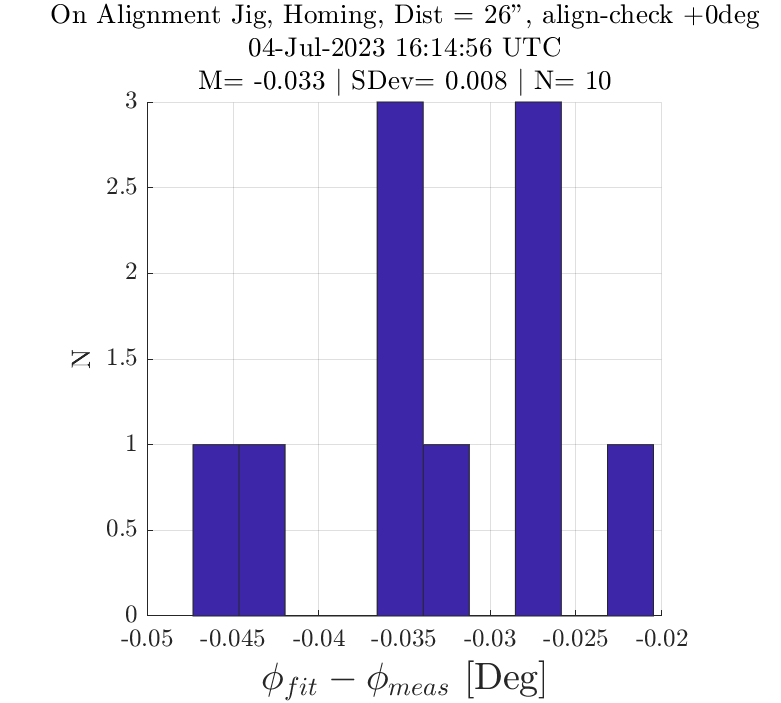 On Alignment Jig, Homing, Dist = 26”, align-check +0deg
04-Jul-2023 16:14:56 UTC
M= -0.033 | SDev= 0.008 | N= 10
3
2.5
2
1.5
1
0.5
0
N
-0.05 -0.045 -0.04 -0.035 -0.03 -0.025 -0.02
ϕ_fit − ϕ_meas [Deg]